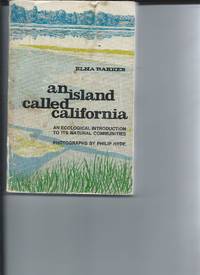 ELNA BAKKER
an
island
called
california
AN ECOLOGICAL INTRODUCTION
TO ITS NATURAL COMMUNITIES
PHOTOGRAPHS BY PHILIP HYDE